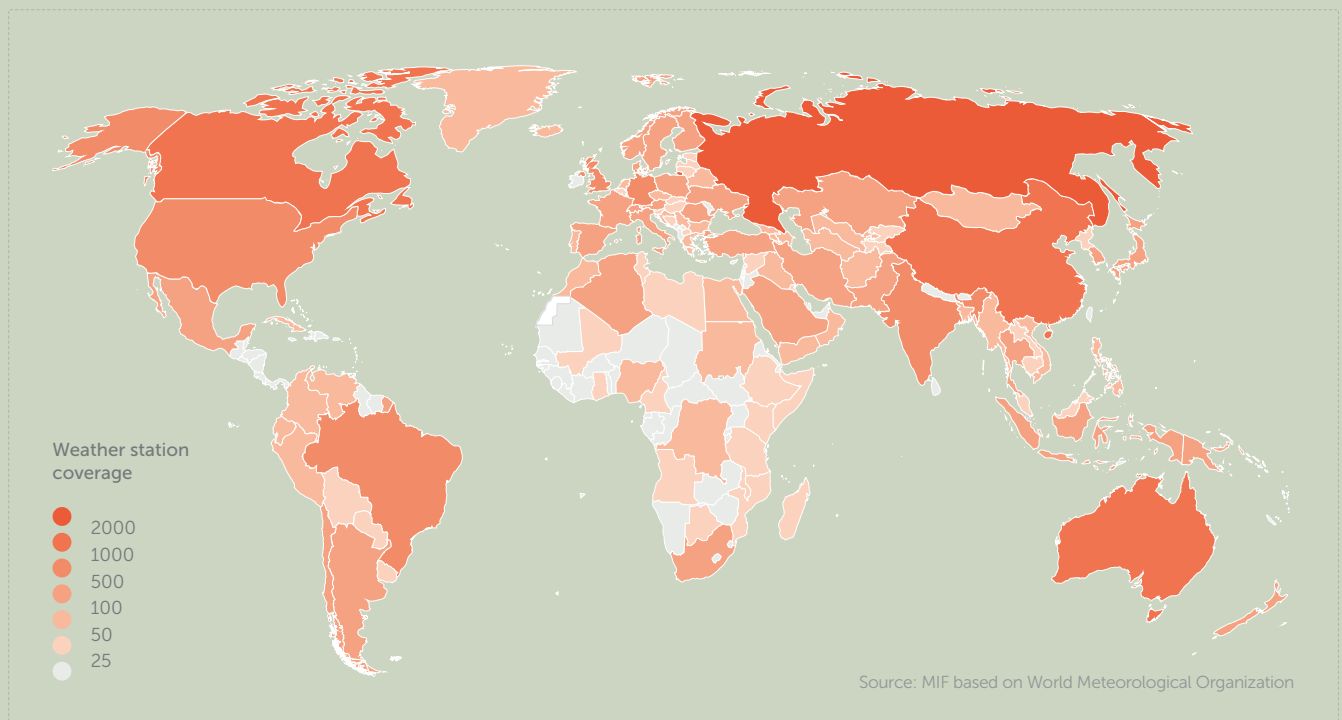 Weather station
coverage
2000
1000
500
100
50
25
Source: MIF based on World Meteorological Organization